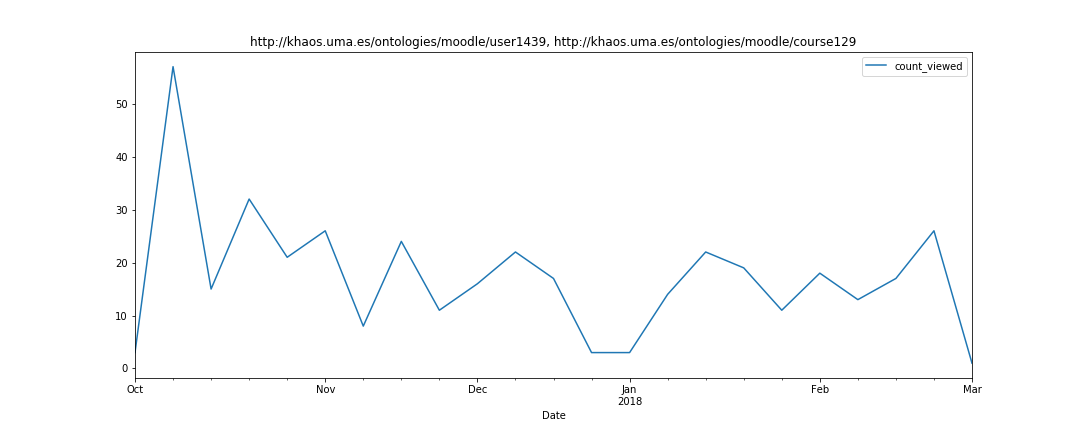 http://khaos.uma.es/ontologies/moodle/user1439, http://khaos.uma.es/ontologies/moodle/course129
count_viewed
50
40
30
20
10
0
Oct Nov Dec Jan Feb Mar
2018
Date